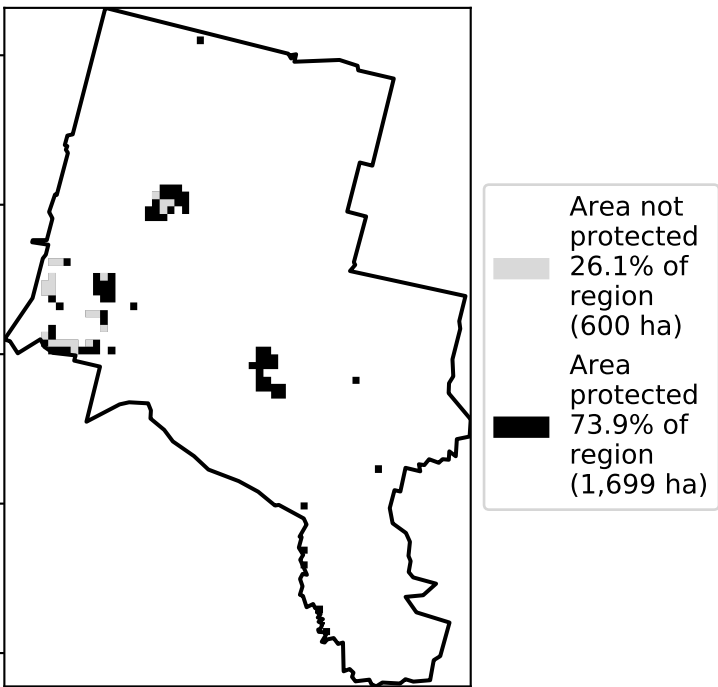 Area not
protected
26.1% of
region
(600 ha)
Area
protected
73.9% of
region
(1,699 ha)